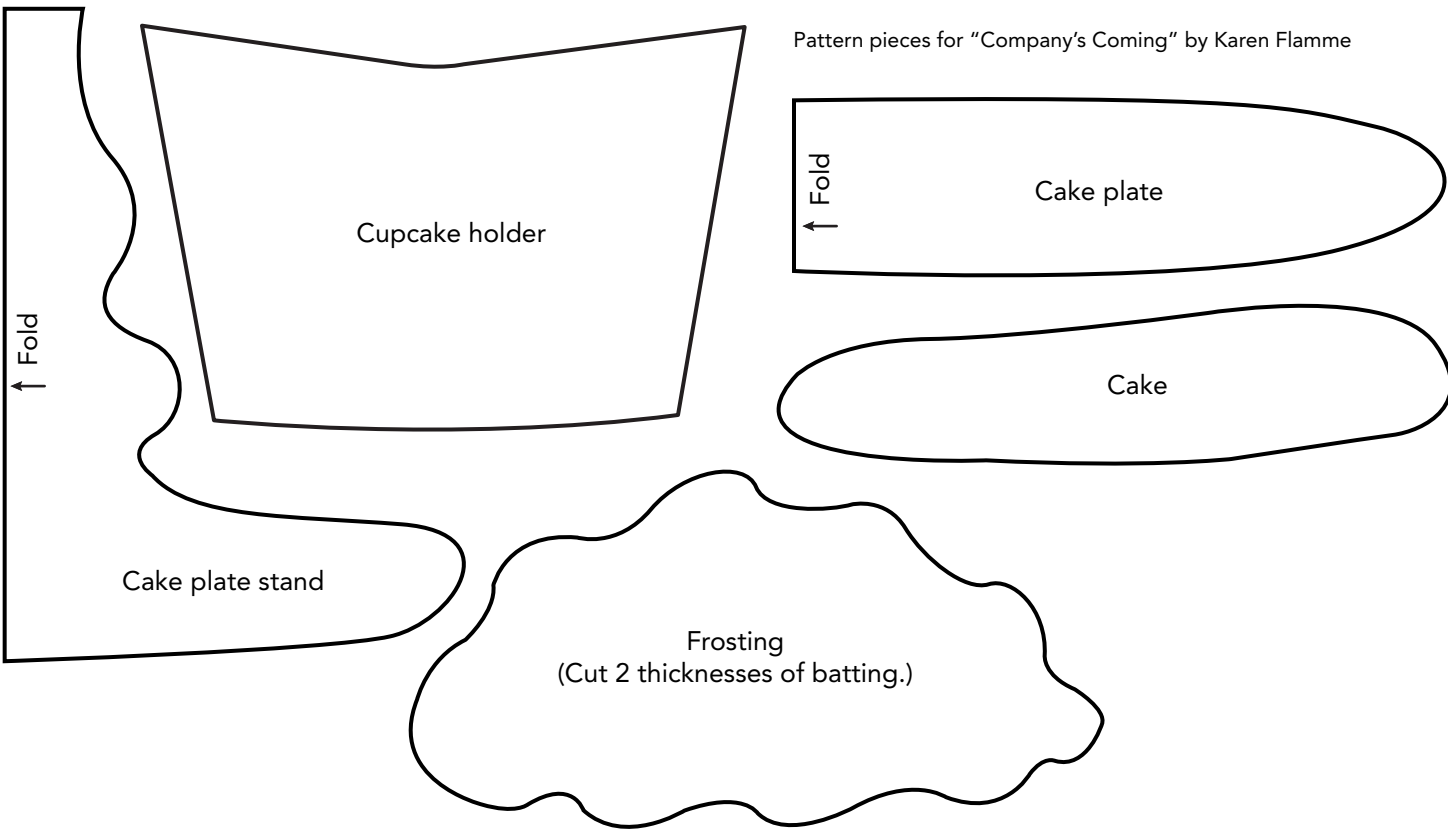 Pattern pieces for “Company’s Coming” by Karen Flamme
Fold
Cake plate
Cupcake holder
Fold
Cake
Cake plate stand
Frosting
(Cut 2 thicknesses of batting.)